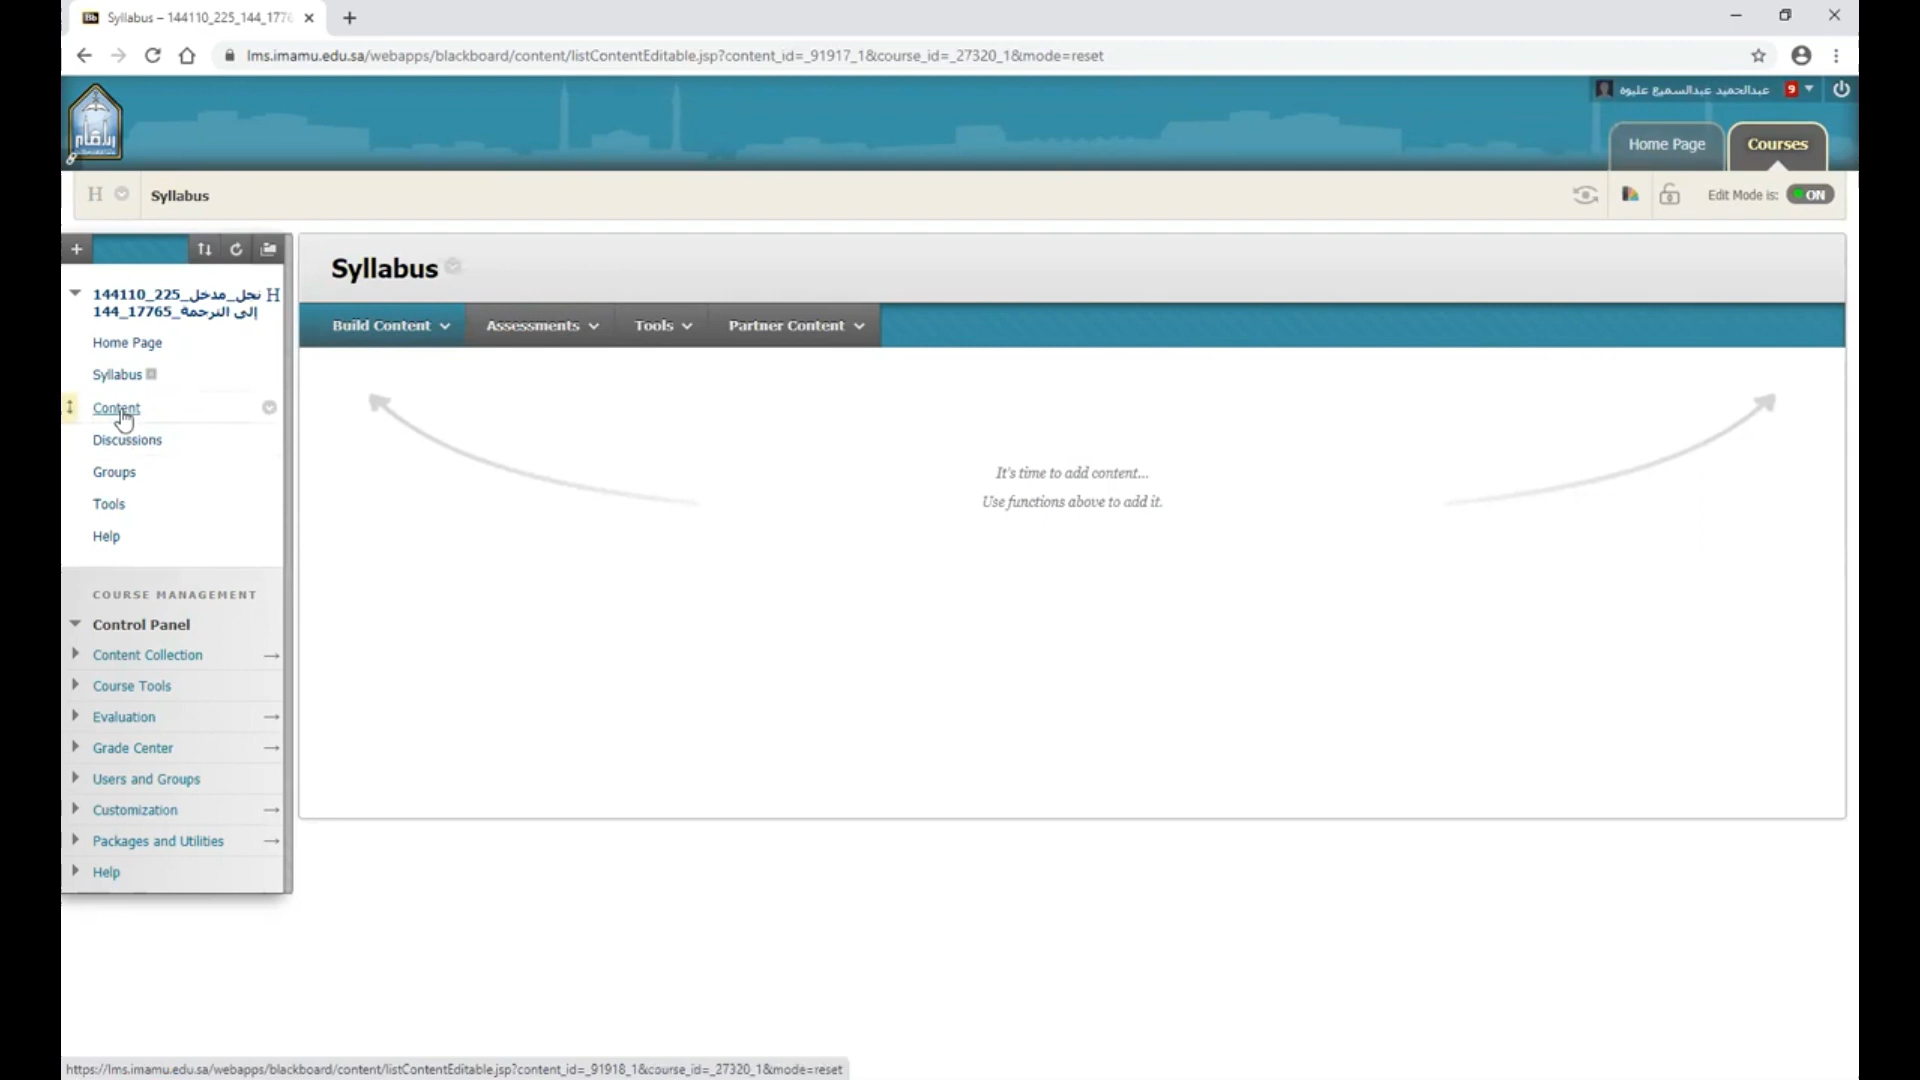 Syllabus – 144110_225_144_1776
lms.imamu.edu.sa/webapps/blackboard/content/listContentEditable.jsp?content_id=_91917_1&course_id=_27320_1&mode=reset
عبدالحميد عبدالسميع عليوة
9
Home Page
Courses
H
Syllabus
Edit Mode is:
ON
144110_225_نحل_مدخل H
إلى الترجمة_17765_144
Home Page
Syllabus
Content
Discussions
Groups
Tools
Help
COURSE MANAGEMENT
Control Panel
Content Collection
Course Tools
Evaluation
Grade Center
Users and Groups
Customization
Packages and Utilities
Help
Syllabus
Build Content
Assessments
Tools
Partner Content
It's time to add content...
Use functions above to add it.
https://lms.imamu.edu.sa/webapps/blackboard/content/listContentEditable.jsp?content_id=_91918_1&course_id=_27320_1&mode=reset